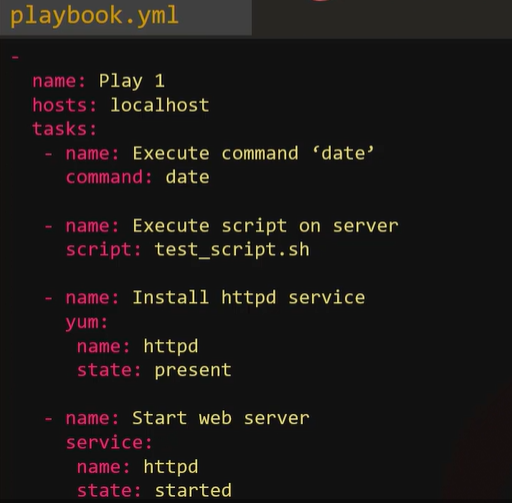 playbook.yml
-
name: Play 1
hosts: localhost
tasks:
- name: Execute command ‘date’
command: date
- name: Execute script on server
script: test_script.sh
- name: Install httpd service
yum:
name: httpd
state: present
- name: Start web server
service:
name: httpd
state: started